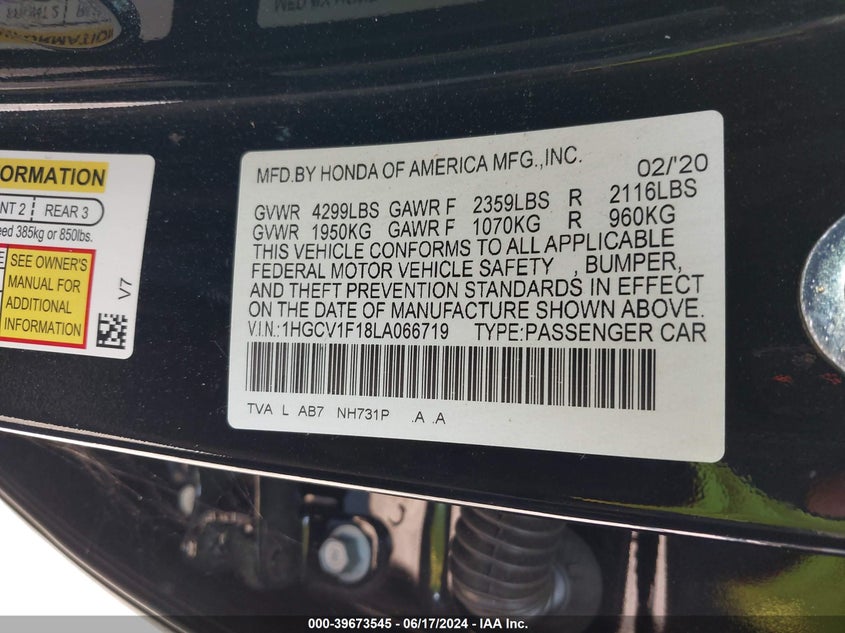 MFD.BY HONDA OF AMERICA MFG.,INC. 02/'20
GVWR 4299LBS GAWR F 2359LBS R 2116LBS
GVWR 1950KG GAWR F 1070KG R 960KG
THIS VEHICLE CONFORMS TO ALL APPLICABLE
FEDERAL MOTOR VEHICLE SAFETY , BUMPER,
AND THEFT PREVENTION STANDARDS IN EFFECT
ON THE DATE OF MANUFACTURE SHOWN ABOVE.
V.I.N.:1HGCV1F18LA066719 TYPE:PASSENGER CAR
TVA L AB7 NH731P .A .A
ORMATION
NT 2 | REAR 3
eed 385kg or 850lbs.
SEE OWNER'S
MANUAL FOR
ADDITIONAL
INFORMATION
V7
000-39673545 - 06/17/2024 - IAA Inc.